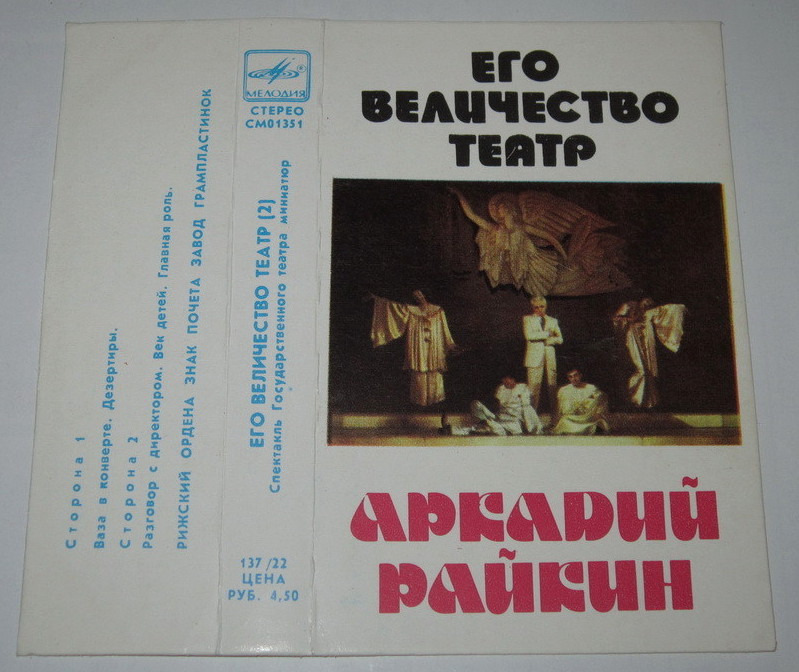 ЕГО
ВЕЛИЧЕСТВО
ТЕАТР
АРКАДИЙ
РАЙКИН
МЕЛОДИЯ
СТЕРЕО
СМ01351
ЕГО ВЕЛИЧЕСТВО ТЕАТР (2)
Спектакль Государственного театра миниатюр
137/22
ЦЕНА
РУБ. 4,50
Сторона 1
Ваза в конверте. Дезертиры.
Сторона 2
Разговор с директором. Век детей. Главная роль.
РИЖСКИЙ ОРДЕНА ЗНАК ПОЧЕТА ЗАВОД ГРАМПЛАСТИНОК